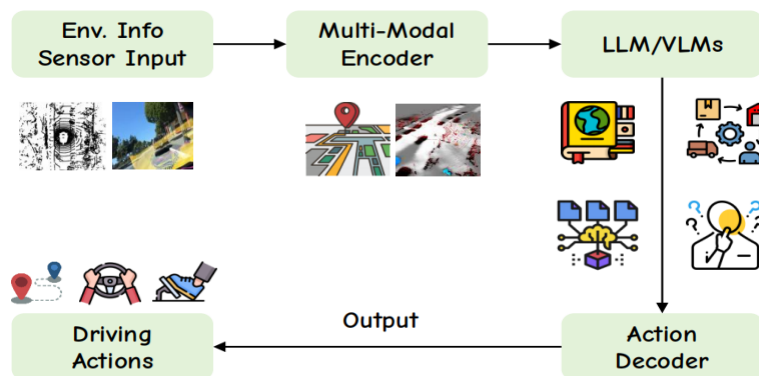 Env. Info
Sensor Input
Multi-Modal
Encoder
LLM/VLMs
Output
Driving
Actions
Action
Decoder